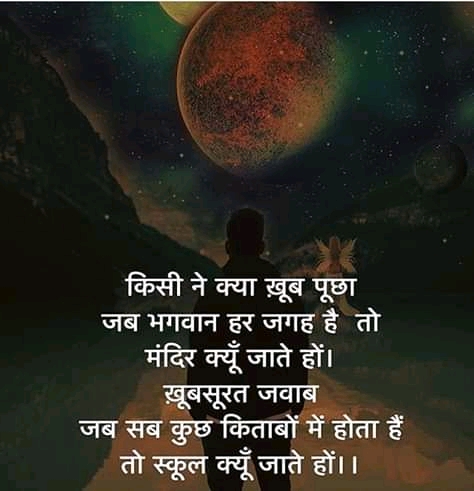 किसी ने क्या ख़ूब पूछा
जब भगवान हर जगह है तो
मंदिर क्यूँ जाते हों।
ख़ूबसूरत जवाब
जब सब कुछ किताबों में होता हैं
तो स्कूल क्यूँ जाते हों।।